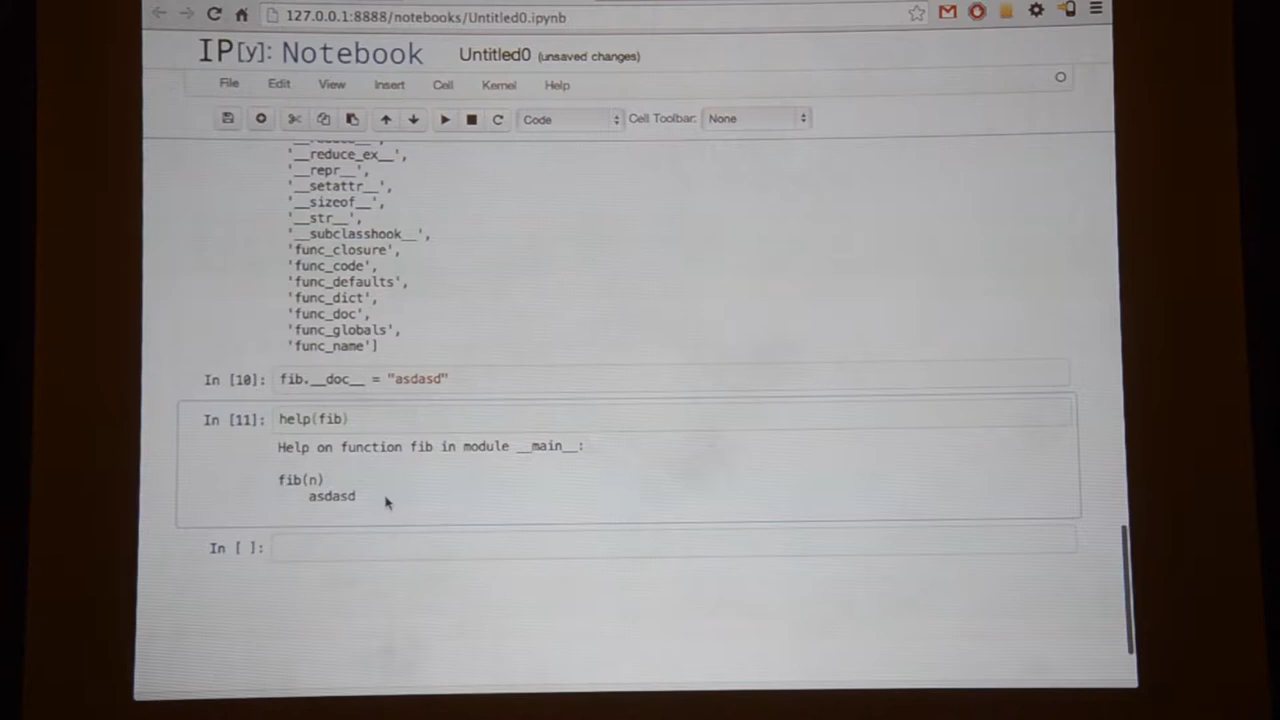 127.0.0.1:8888/notebooks/Untitled0.ipynb
IP[y]: Notebook Untitled0 (unsaved changes)
File Edit View Insert Cell Kernel Help
Code Cell Toolbar: None
'__reduce_ex__',
'__repr__',
'__setattr__',
'__sizeof__',
'__str__',
'__subclasshook__',
'func_closure',
'func_code',
'func_defaults',
'func_dict',
'func_doc',
'func_globals',
'func_name']
In [10]: fib.__doc__ = "asdasd"
In [11]: help(fib)
Help on function fib in module __main__:
fib(n)
asdasd
In [ ]: